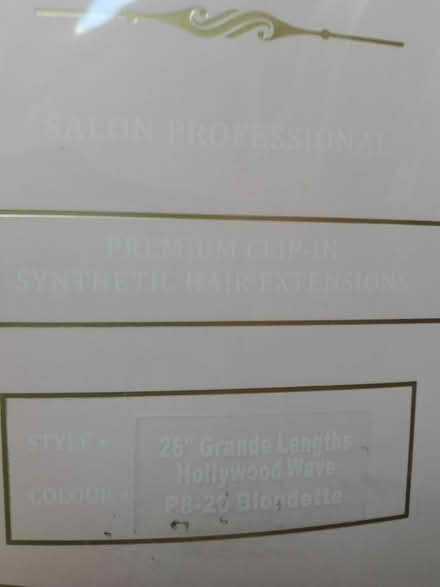 SALON PROFESSIONAL
PREMIUM CLIP-IN
SYNTHETIC HAIR EXTENSIONS
STYLE • 26" Grande Lengths
Hollywood Wave
COLOUR • P8-20 Blondette